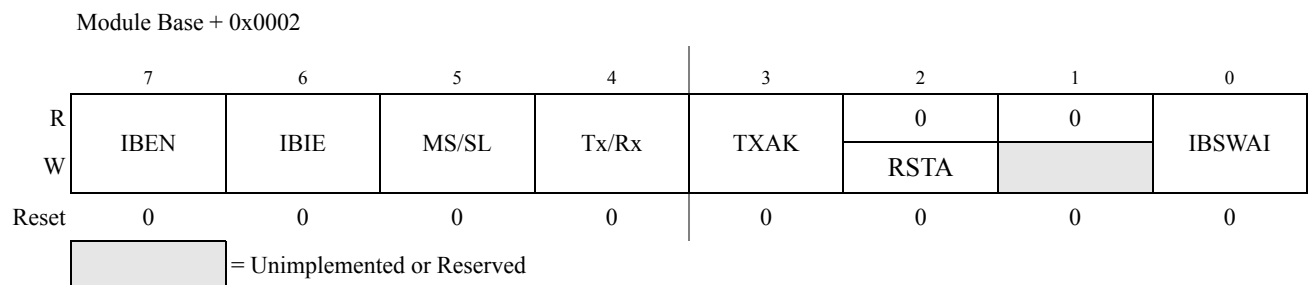 Module Base + 0x0002
7 6 5 4 3 2 1 0
R IBEN IBIE MS/SL Tx/Rx TXAK 0 0 IBSWAI
W RSTA
Reset 0 0 0 0 0 0 0 0
= Unimplemented or Reserved